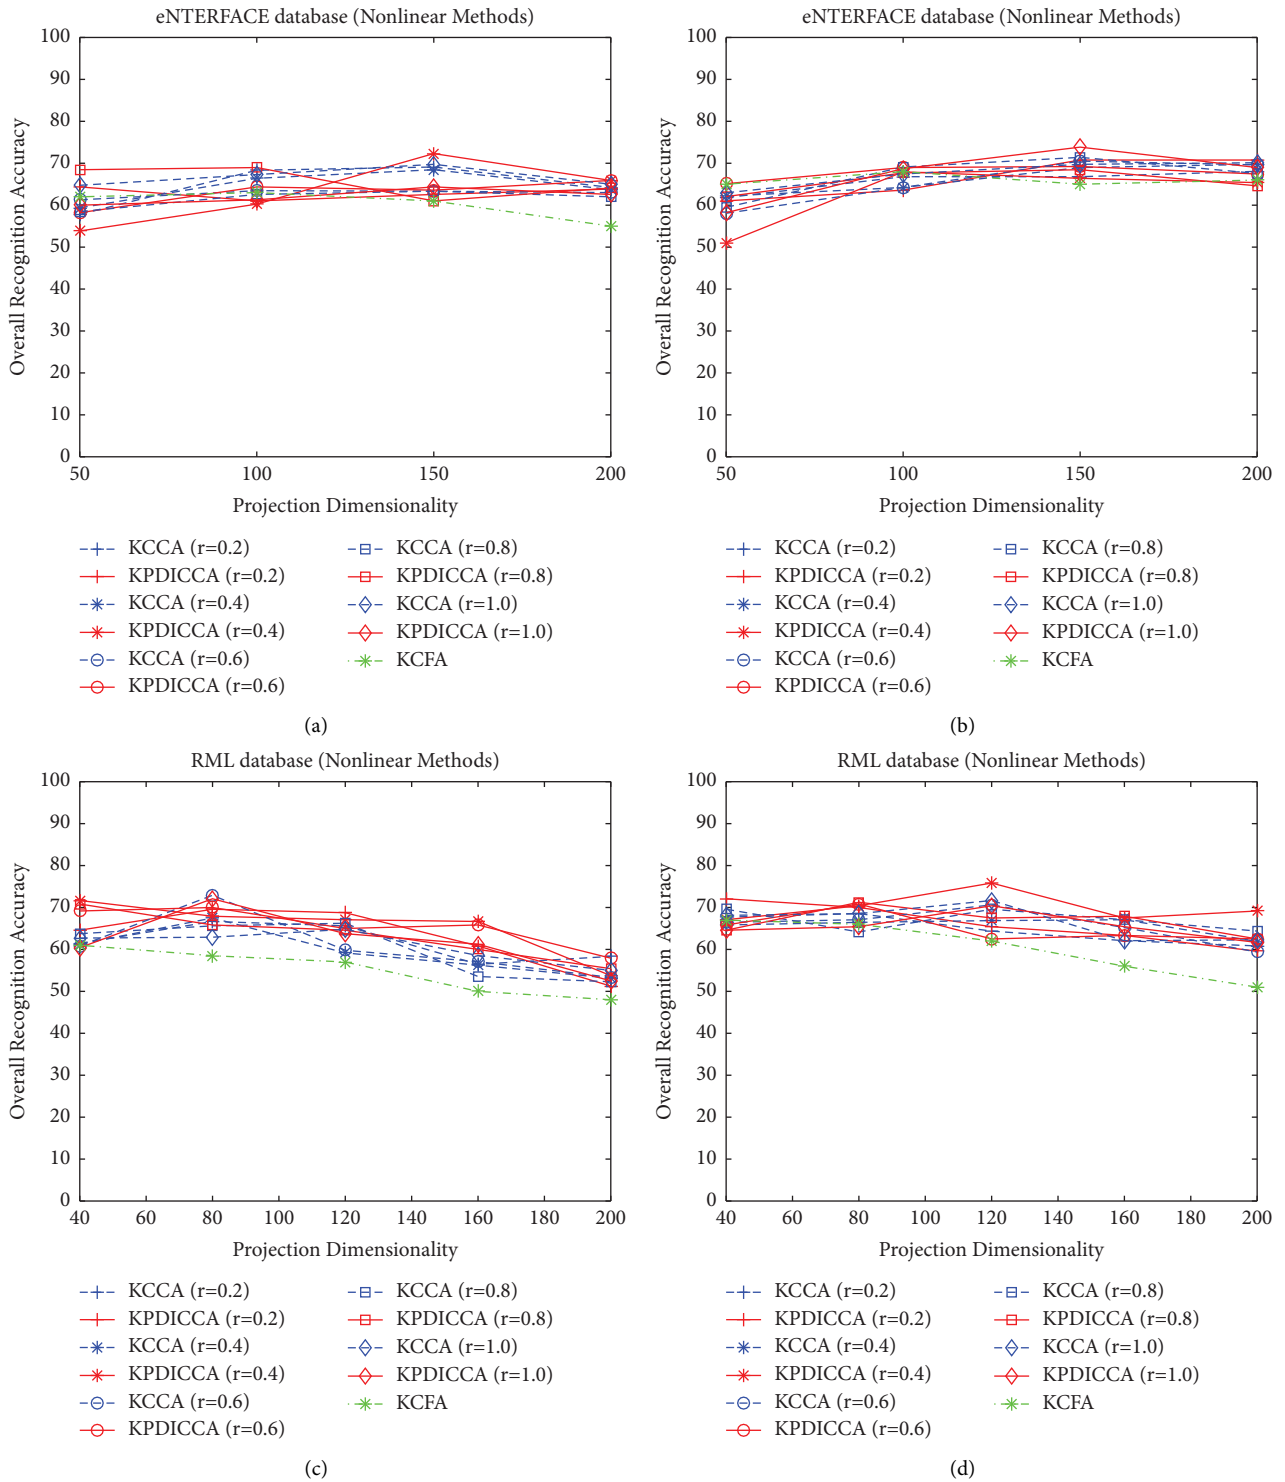 eNTERFACE database (Nonlinear Methods)
100
90
80
70
60
50
40
30
20
10
0
Overall Recognition Accuracy
50
100
150
200
Projection Dimensionality
KCCA (r=0.2)
KPDICCA (r=0.2)
KCCA (r=0.4)
KPDICCA (r=0.4)
KCCA (r=0.6)
KPDICCA (r=0.6)
KCCA (r=0.8)
KPDICCA (r=0.8)
KCCA (r=1.0)
KPDICCA (r=1.0)
KCFA
(a)
eNTERFACE database (Nonlinear Methods)
100
90
80
70
60
50
40
30
20
10
0
Overall Recognition Accuracy
50
100
150
200
Projection Dimensionality
KCCA (r=0.2)
KPDICCA (r=0.2)
KCCA (r=0.4)
KPDICCA (r=0.4)
KCCA (r=0.6)
KPDICCA (r=0.6)
KCCA (r=0.8)
KPDICCA (r=0.8)
KCCA (r=1.0)
KPDICCA (r=1.0)
KCFA
(b)
RML database (Nonlinear Methods)
100
90
80
70
60
50
40
30
20
10
0
Overall Recognition Accuracy
40
60
80
100
120
140
160
180
200
Projection Dimensionality
KCCA (r=0.2)
KPDICCA (r=0.2)
KCCA (r=0.4)
KPDICCA (r=0.4)
KCCA (r=0.6)
KPDICCA (r=0.6)
KCCA (r=0.8)
KPDICCA (r=0.8)
KCCA (r=1.0)
KPDICCA (r=1.0)
KCFA
(c)
RML database (Nonlinear Methods)
100
90
80
70
60
50
40
30
20
10
0
Overall Recognition Accuracy
40
60
80
100
120
140
160
180
200
Projection Dimensionality
KCCA (r=0.2)
KPDICCA (r=0.2)
KCCA (r=0.4)
KPDICCA (r=0.4)
KCCA (r=0.6)
KPDICCA (r=0.6)
KCCA (r=0.8)
KPDICCA (r=0.8)
KCCA (r=1.0)
KPDICCA (r=1.0)
KCFA
(d)